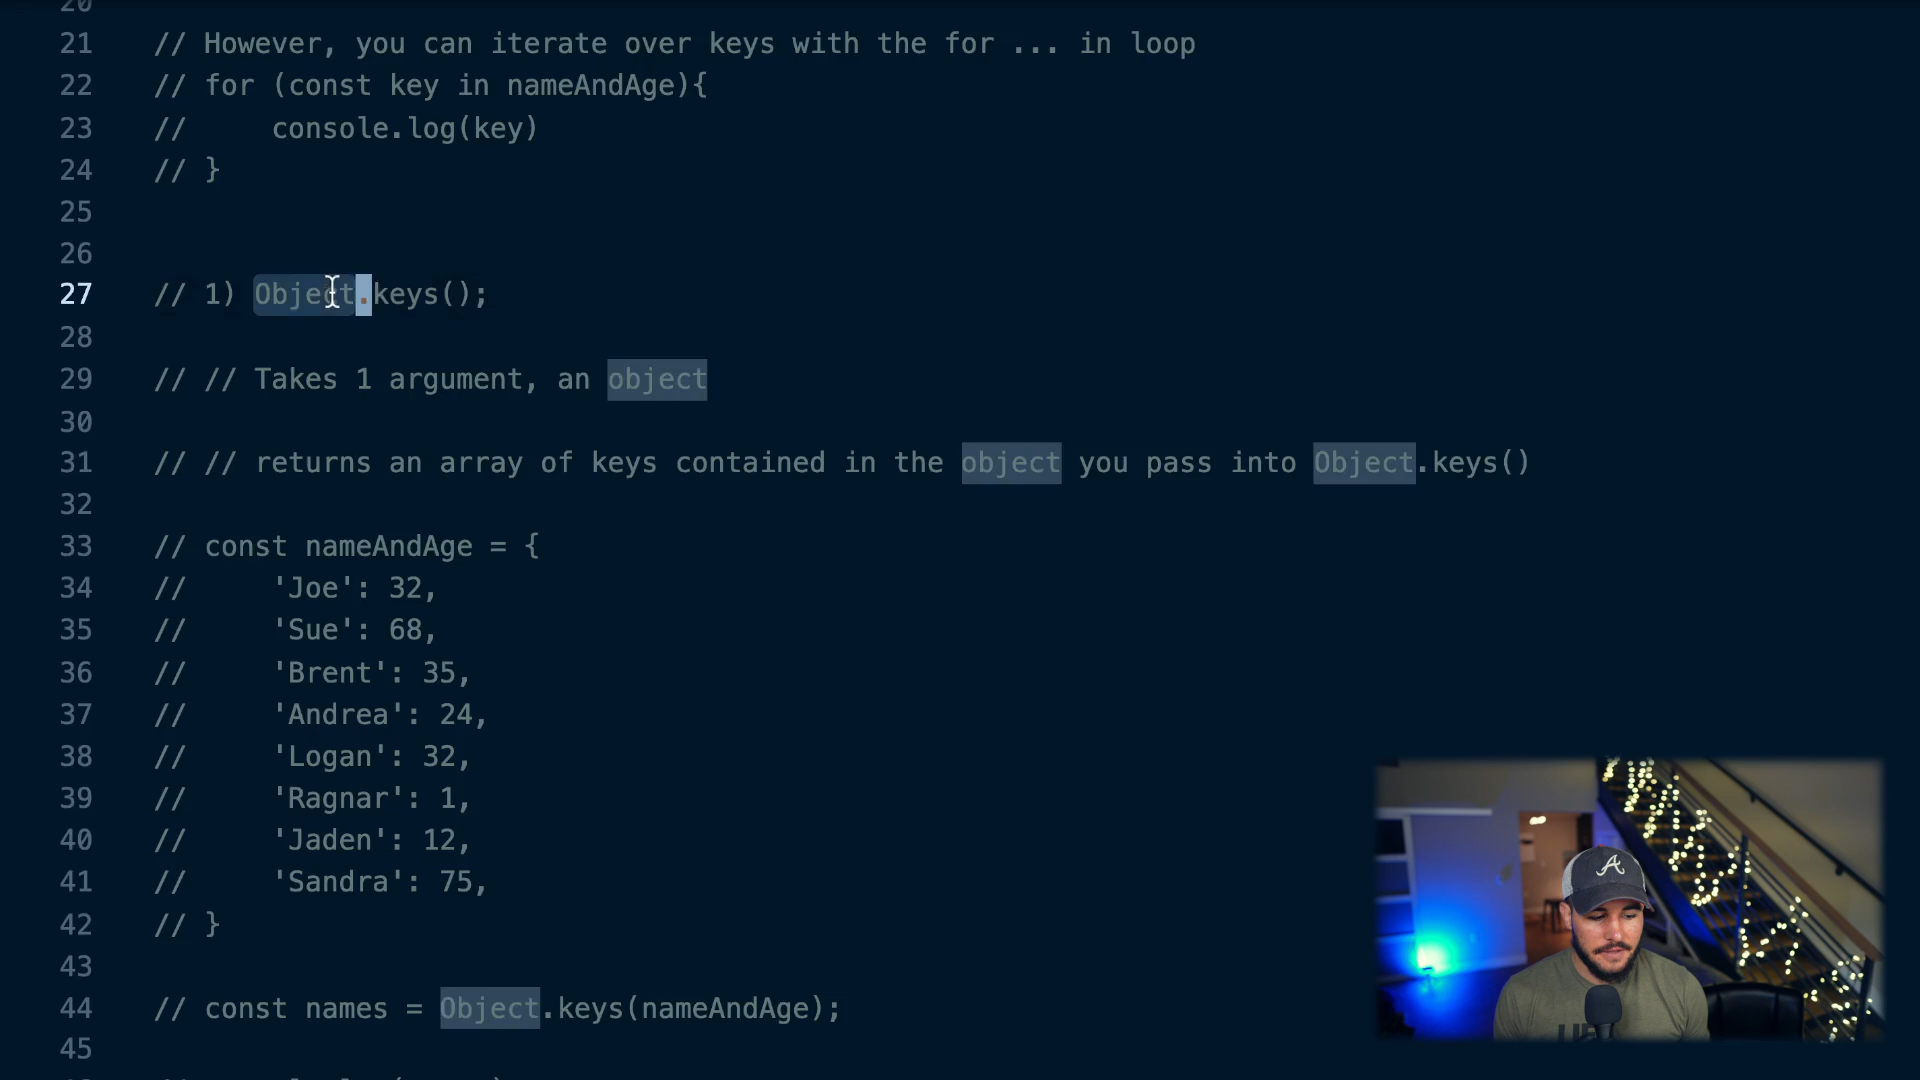 20
21 // However, you can iterate over keys with the for ... in loop
22 // for (const key in nameAndAge){
23 //     console.log(key)
24 // }
25
26
27 // 1) Object.keys();
28
29 // // Takes 1 argument, an object
30
31 // // returns an array of keys contained in the object you pass into Object.keys()
32
33 // const nameAndAge = {
34 //     'Joe': 32,
35 //     'Sue': 68,
36 //     'Brent': 35,
37 //     'Andrea': 24,
38 //     'Logan': 32,
39 //     'Ragnar': 1,
40 //     'Jaden': 12,
41 //     'Sandra': 75,
42 // }
43
44 // const names = Object.keys(nameAndAge);
45
A